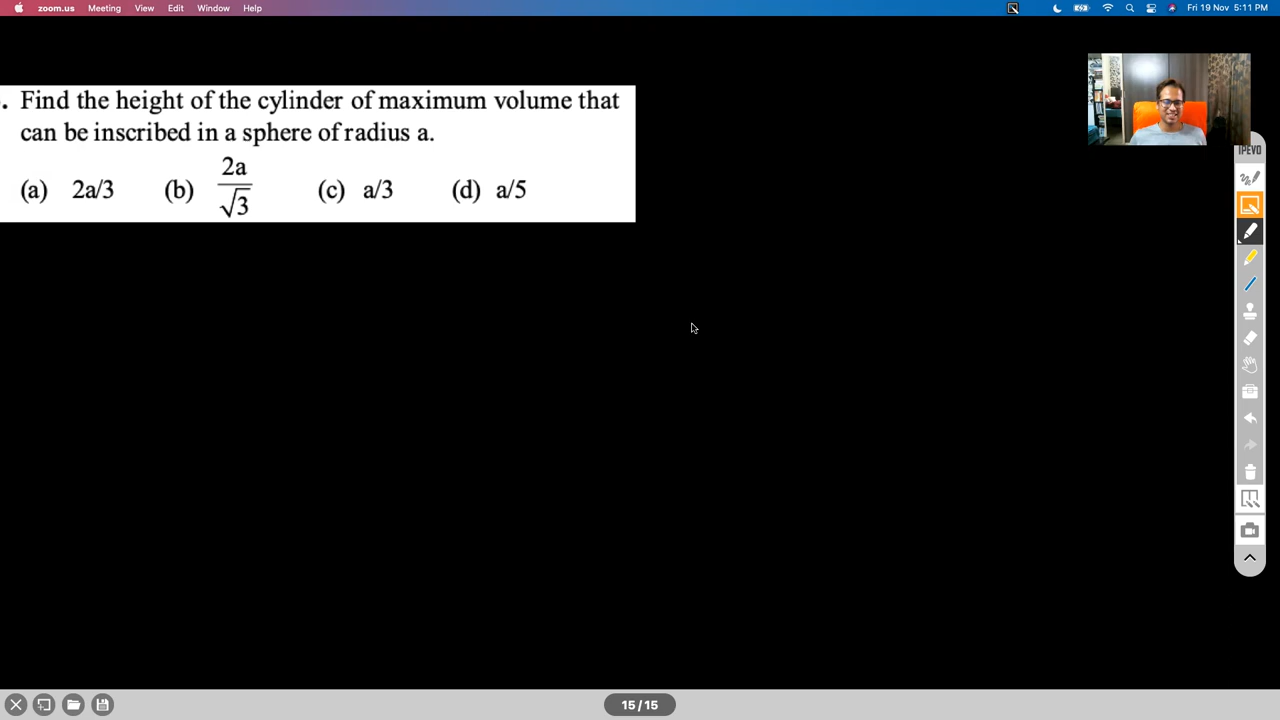 zoom.us Meeting View Edit Window Help Fri 19 Nov 5:11 PM
. Find the height of the cylinder of maximum volume that
can be inscribed in a sphere of radius a.
(a) 2a/3 (b) 2a/√3 (c) a/3 (d) a/5
IPEVO
15/15